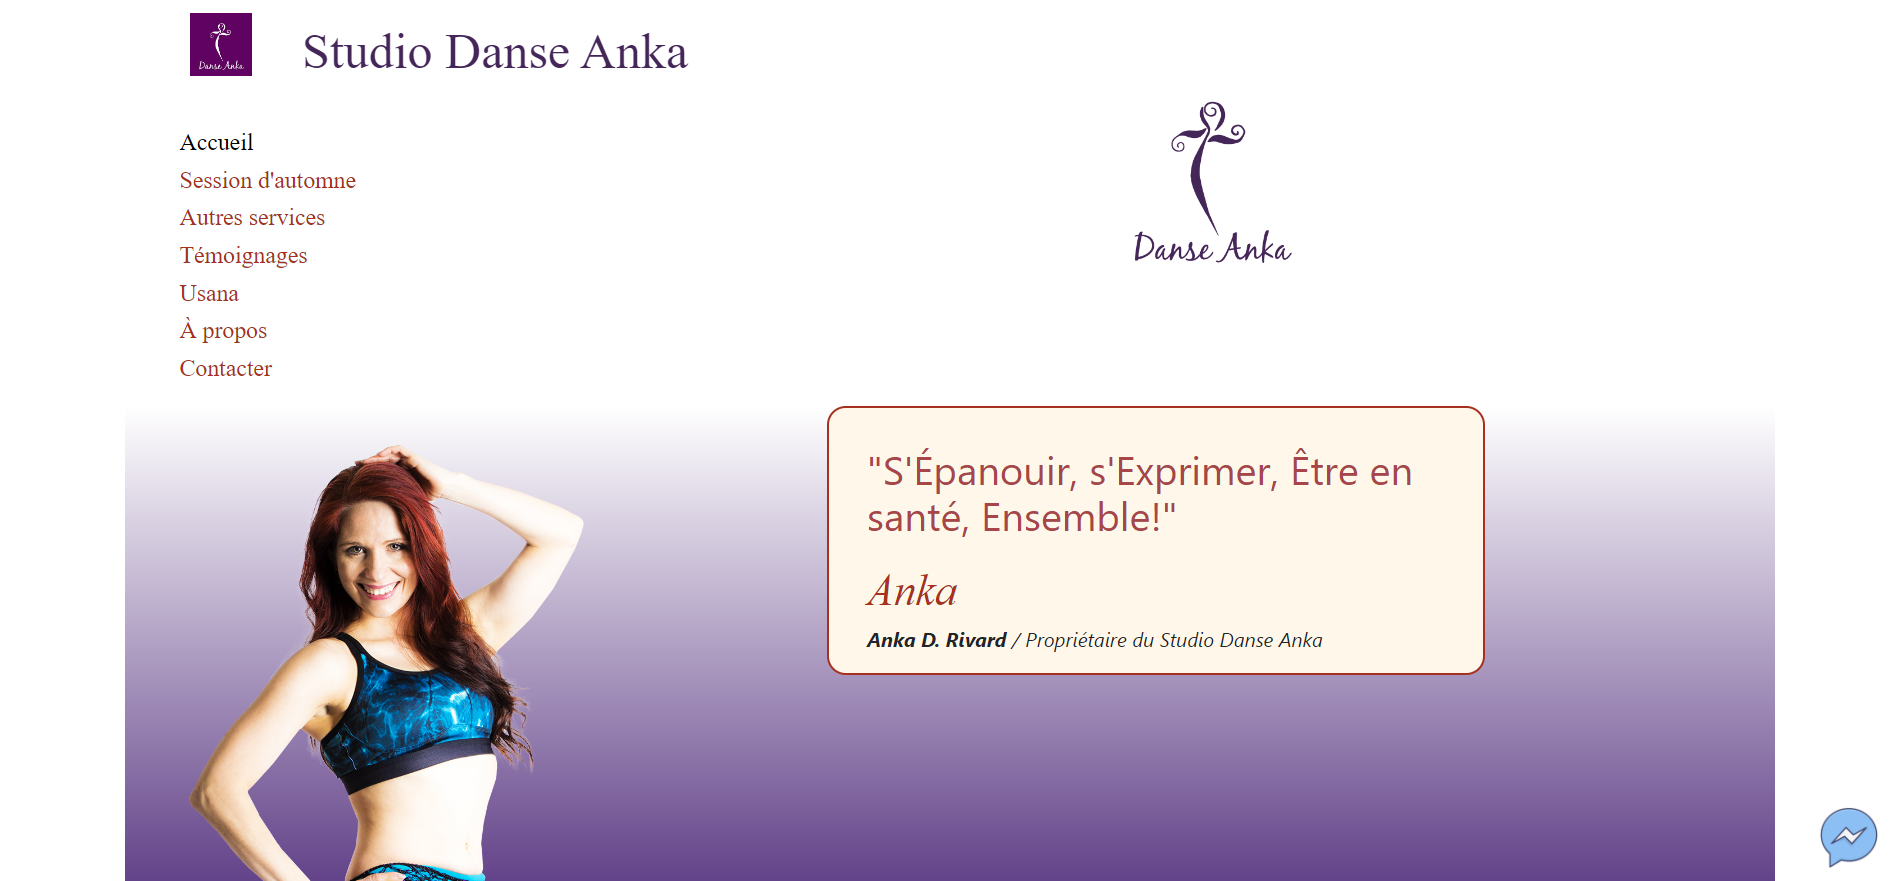 Danse Anka
Studio Danse Anka
Danse Anka
Accueil
Session d'automne
Autres services
Témoignages
Usana
À propos
Contacter
"S'Épanouir, s'Exprimer, Être en
santé, Ensemble!"
Anka
Anka D. Rivard / Propriétaire du Studio Danse Anka